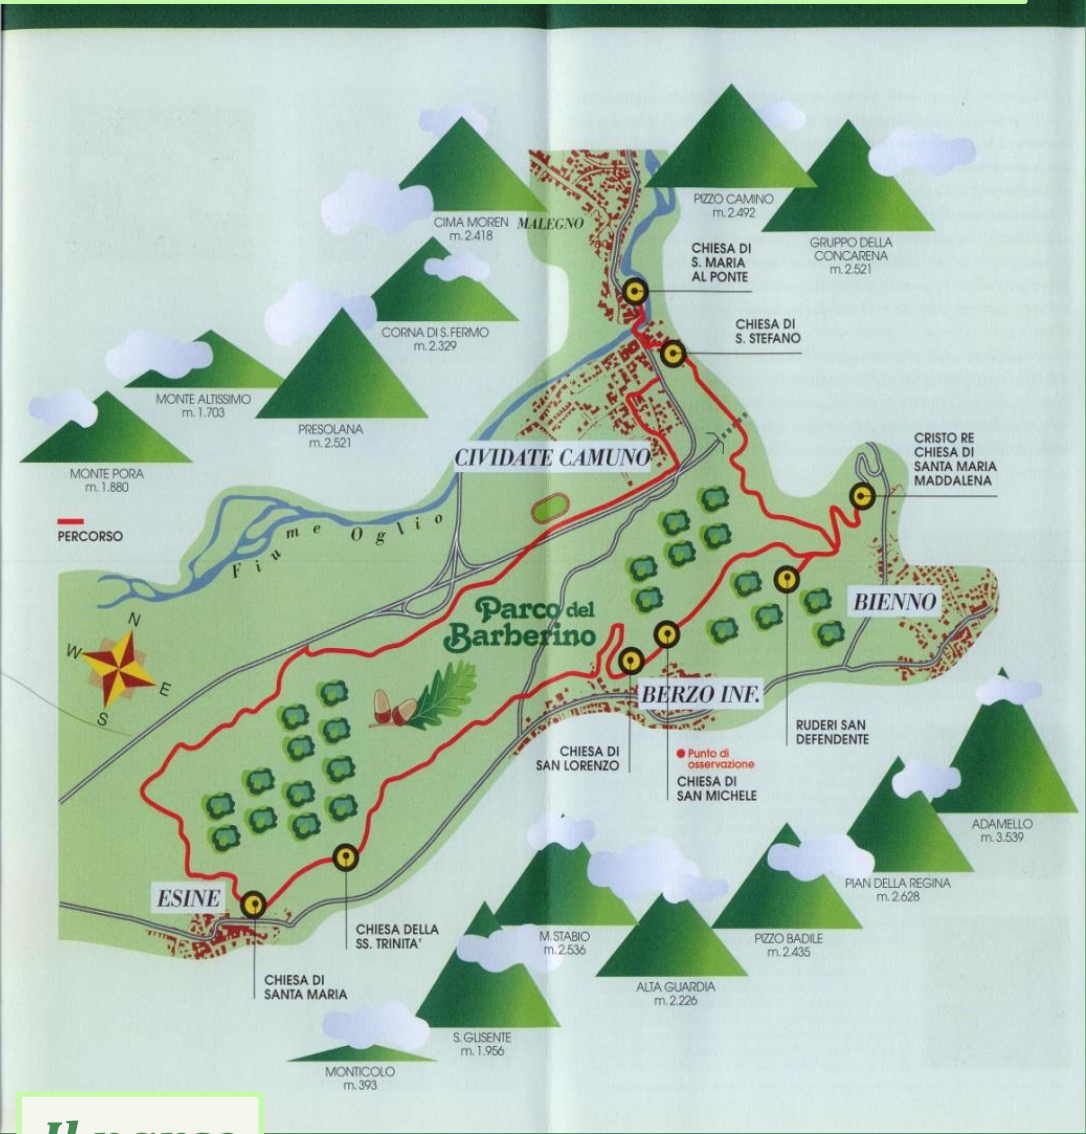 CIMA MOREN
m. 2.418
MALEGNO
PIZZO CAMINO
m. 2.492
GRUPPO DELLA
CONCARENA
m. 2.521
CHIESA DI
S. MARIA
AL PONTE
CHIESA DI
S. STEFANO
CORNA DI S. FERMO
m. 2.329
MONTE ALTISSIMO
m. 1.703
PRESOLANA
m. 2.521
MONTE PORA
m. 1.880
CIVIDATE CAMUNO
CRISTO RE
CHIESA DI
SANTA MARIA
MADDALENA
PERCORSO
Fiume Oglio
N
W
E
S
Parco del
Barberino
BIENNO
BERZO INF.
RUDERI SAN
DEFENDENTE
CHIESA DI
SAN LORENZO
Punto di
osservazione
CHIESA DI
SAN MICHELE
ADAMELLO
m. 3.539
PIAN DELLA REGINA
m. 2.628
ESINE
CHIESA DELLA
SS. TRINITA'
M. STABIO
m. 2.536
PIZZO BADILE
m. 2.435
CHIESA DI
SANTA MARIA
ALTA GUARDIA
m. 2.226
S. GLISENTE
m. 1.956
MONTICOLO
m. 393